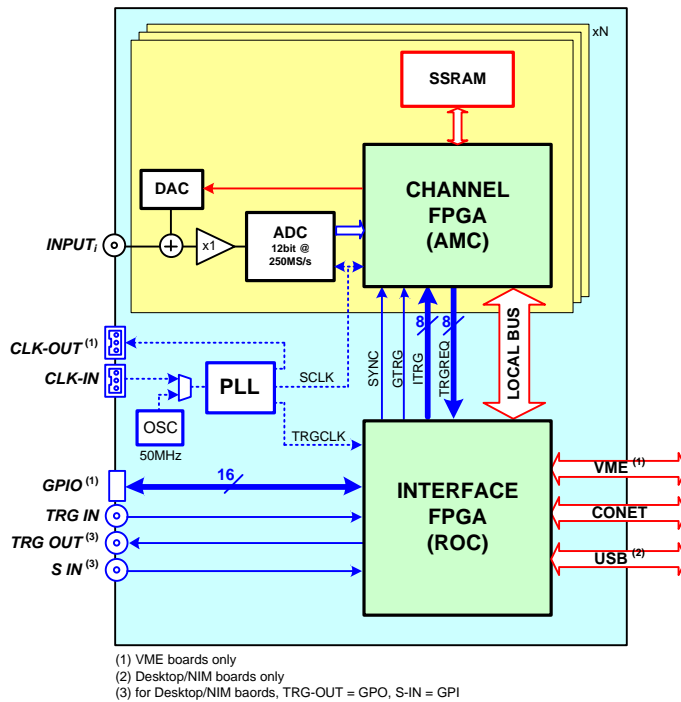 xN
SSRAM
DAC
CHANNEL
FPGA
(AMC)
INPUTi
x1
ADC
12bit @
250MS/s
CLK-OUT (1)
CLK-IN
PLL
SCLK
OSC
50MHz
TRGCLK
SYNC
GTRG
8
ITRG
8
TRGREQ
LOCAL BUS
GPIO (1)
16
TRG IN
TRG OUT (3)
S IN (3)
INTERFACE
FPGA
(ROC)
VME (1)
CONET
USB (2)
(1) VME boards only
(2) Desktop/NIM boards only
(3) for Desktop/NIM baords, TRG-OUT = GPO, S-IN = GPI